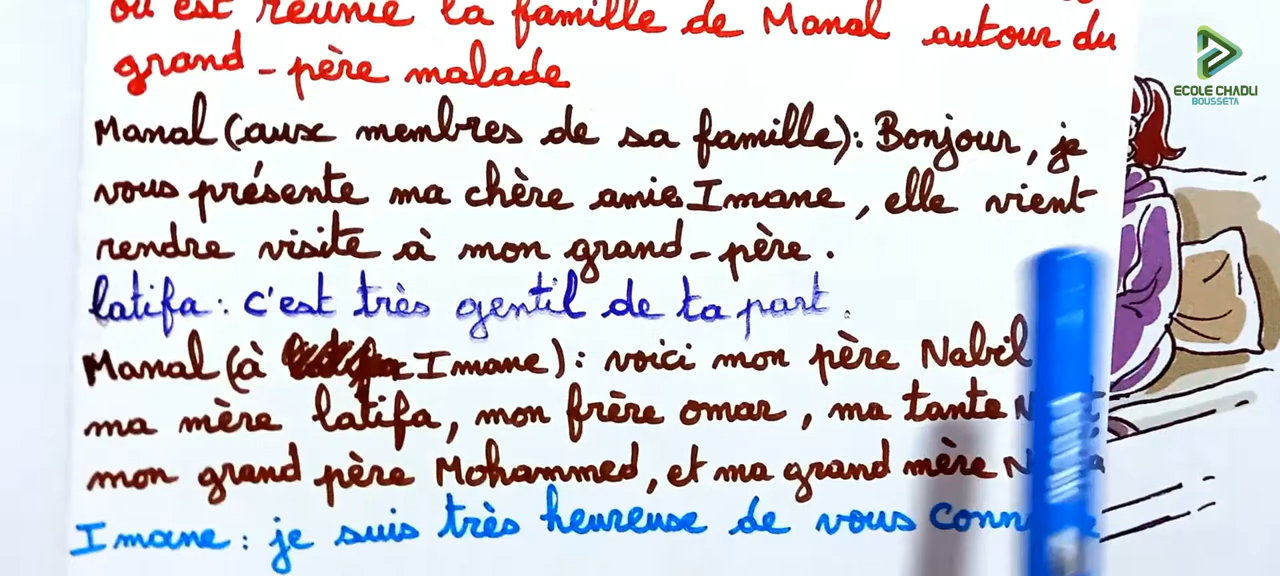 où est réunie la famille de Manal autour du
grand-père malade
Manal (aux membres de sa famille): Bonjour, je
vous présente ma chère amie Imane, elle vient
rendre visite à mon grand-père.
latifa: c'est très gentil de ta part.
Manal (à Imane): voici mon père Nabil
ma mère latifa, mon frère omar, ma tante
mon grand père Mohammed, et ma grand mère
Imane: je suis très heureuse de vous
ECOLE CHADLI
BOUSSETA